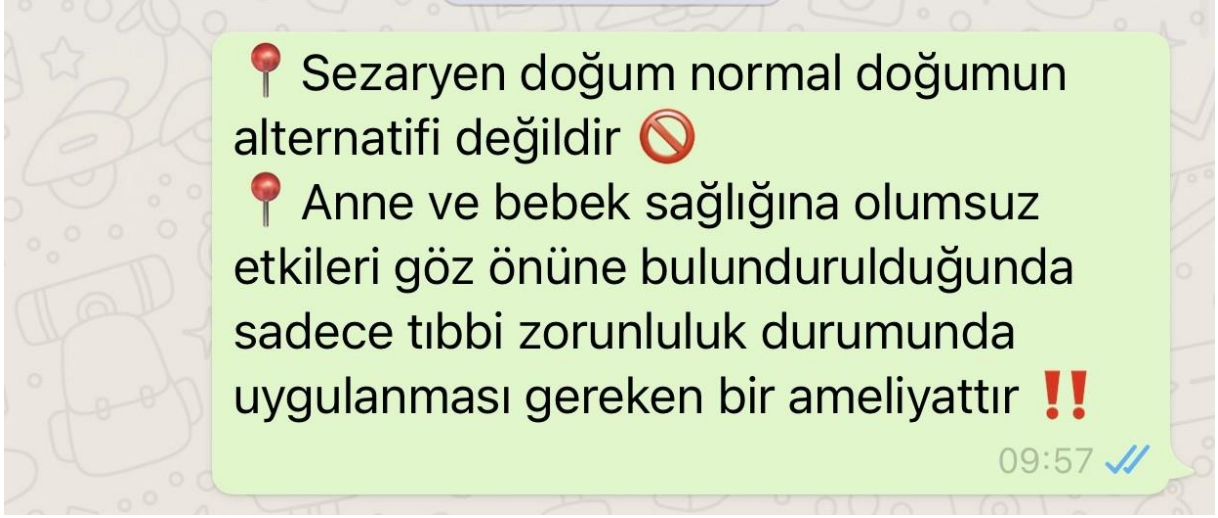 📍 Sezaryen doğum normal doğumun
alternatifi değildir 🚫
📍 Anne ve bebek sağlığına olumsuz
etkileri göz önüne bulundurulduğunda
sadece tıbbi zorunluluk durumunda
uygulanması gereken bir ameliyattır ‼️
09:57